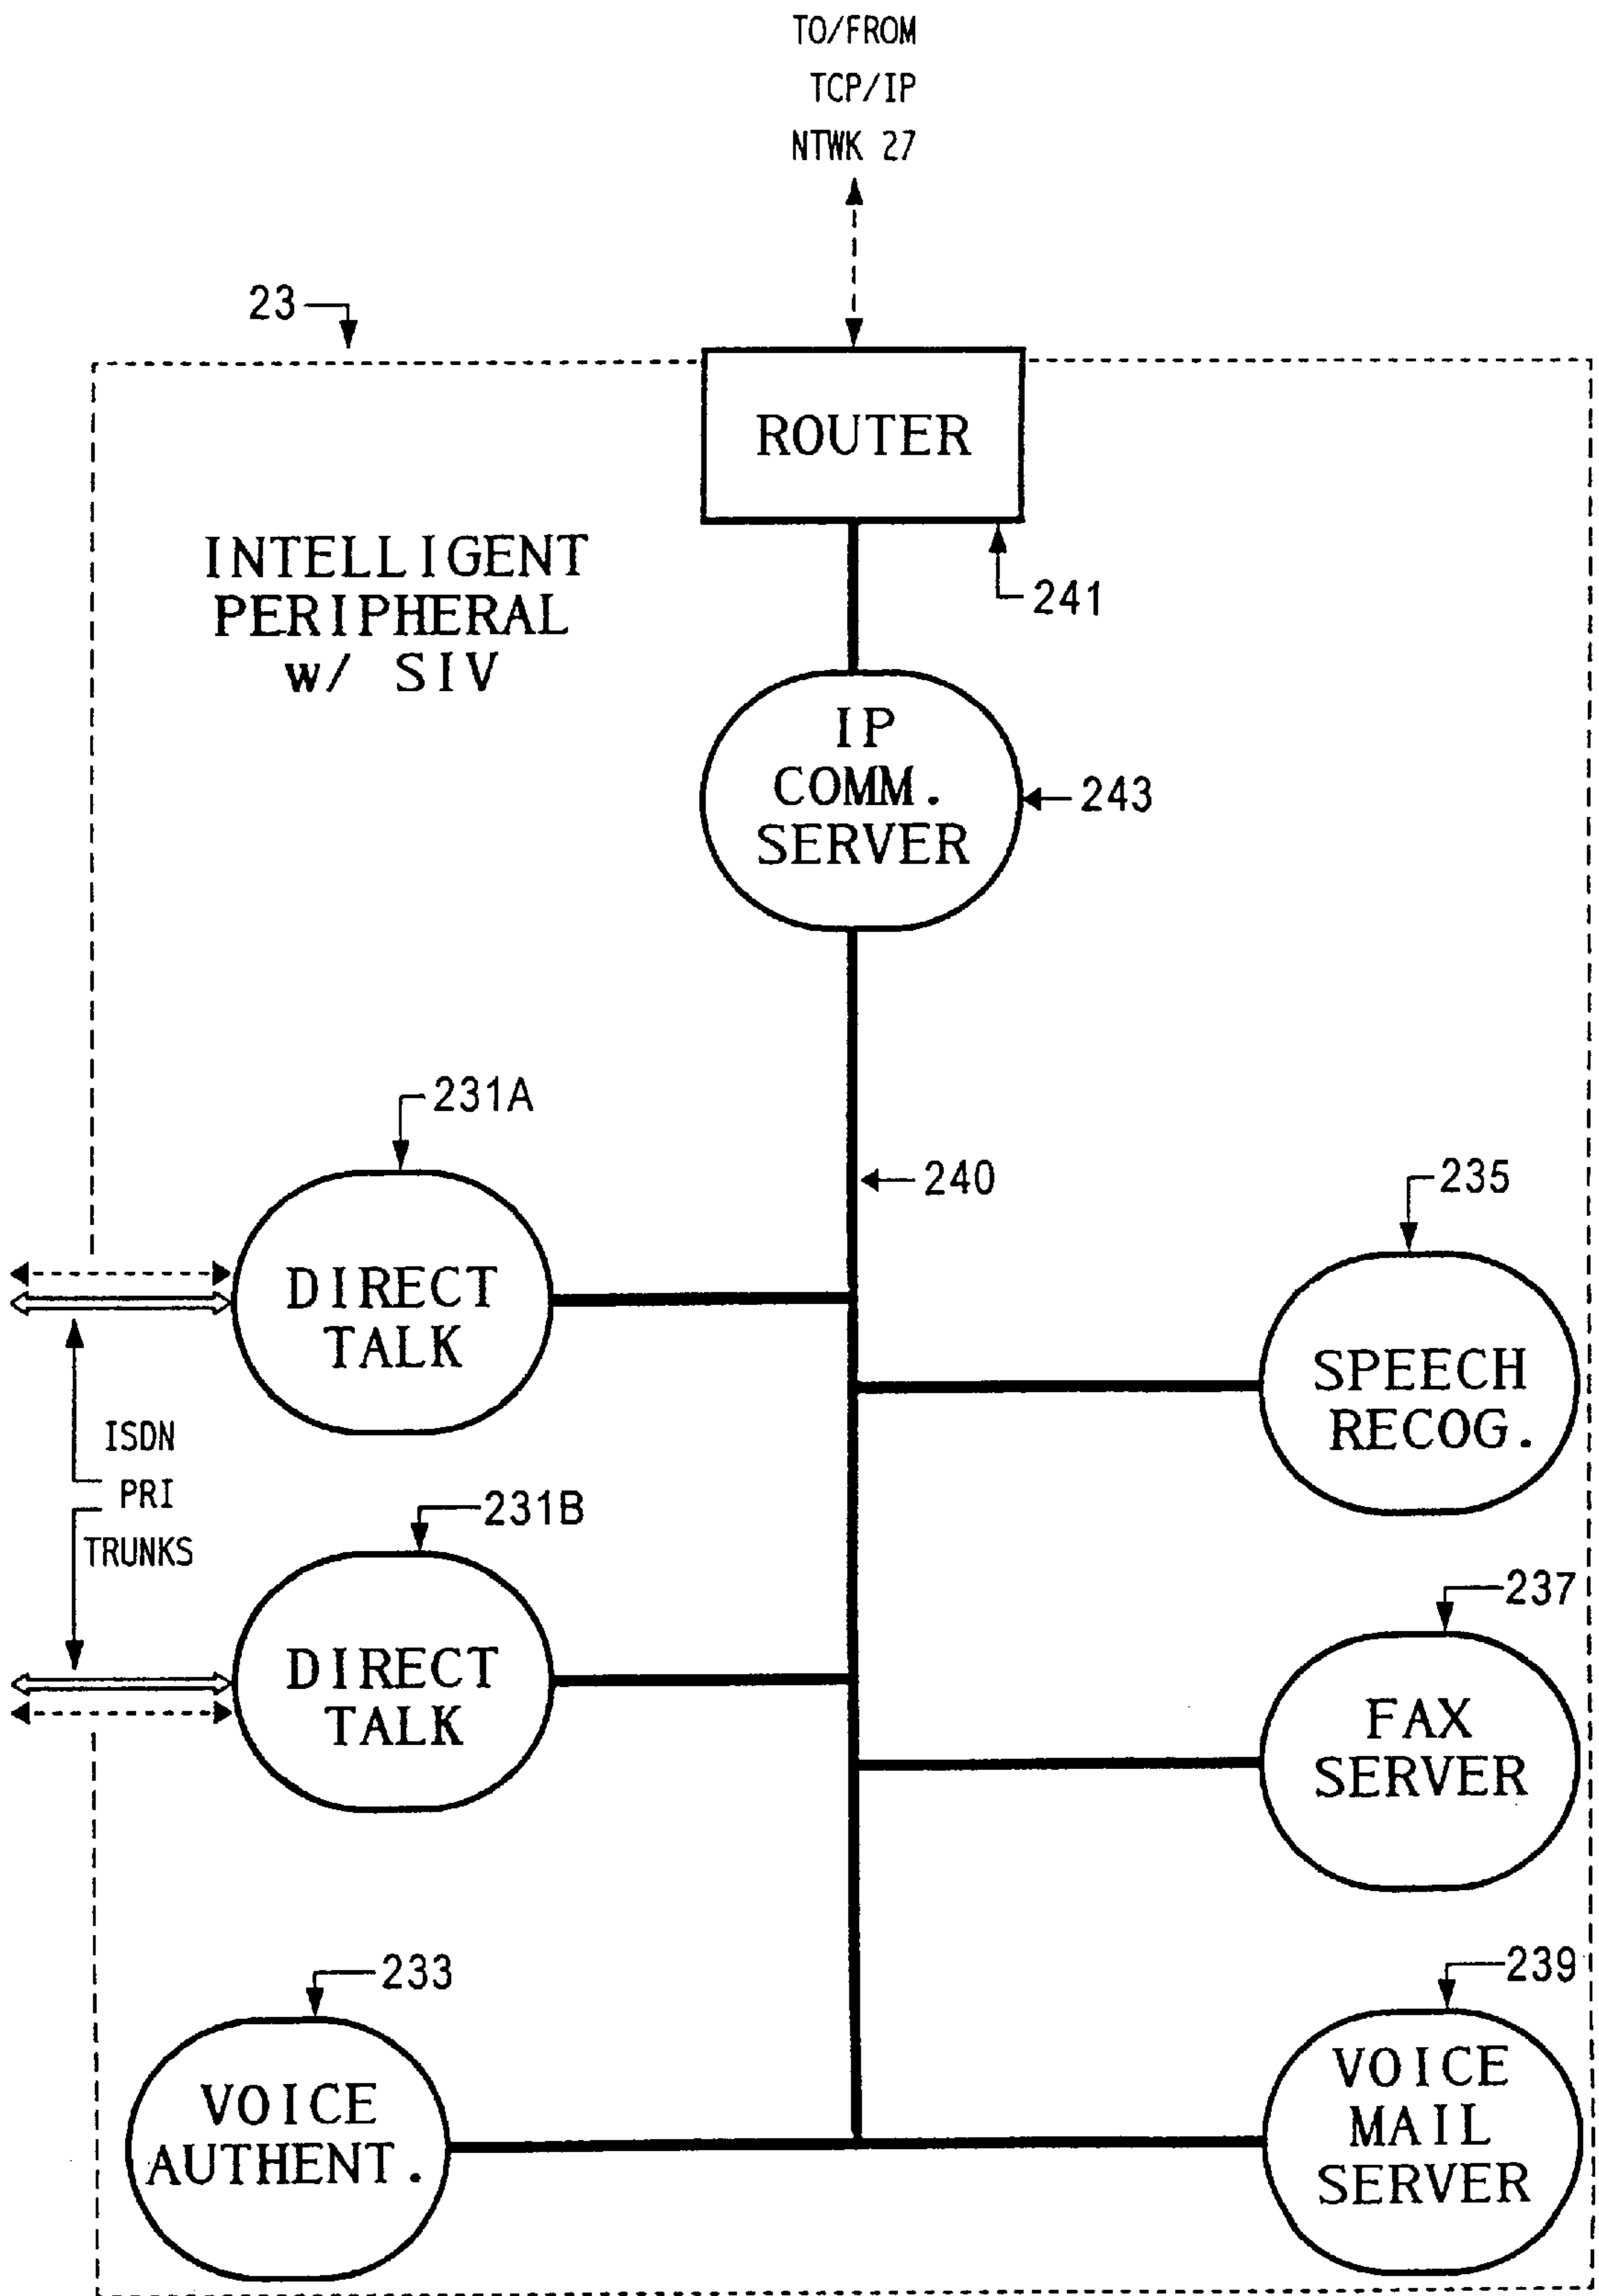 TO/FROM
TCP/IP
NTWK 27
23
ROUTER
INTELLIGENT
PERIPHERAL
w/ SIV
241
IP
COMM.
SERVER
243
231A
240
235
DIRECT
TALK
SPEECH
RECOG.
ISDN
PRI
TRUNKS
231B
237
DIRECT
TALK
FAX
SERVER
233
239
VOICE
AUTHENT.
VOICE
MAIL
SERVER